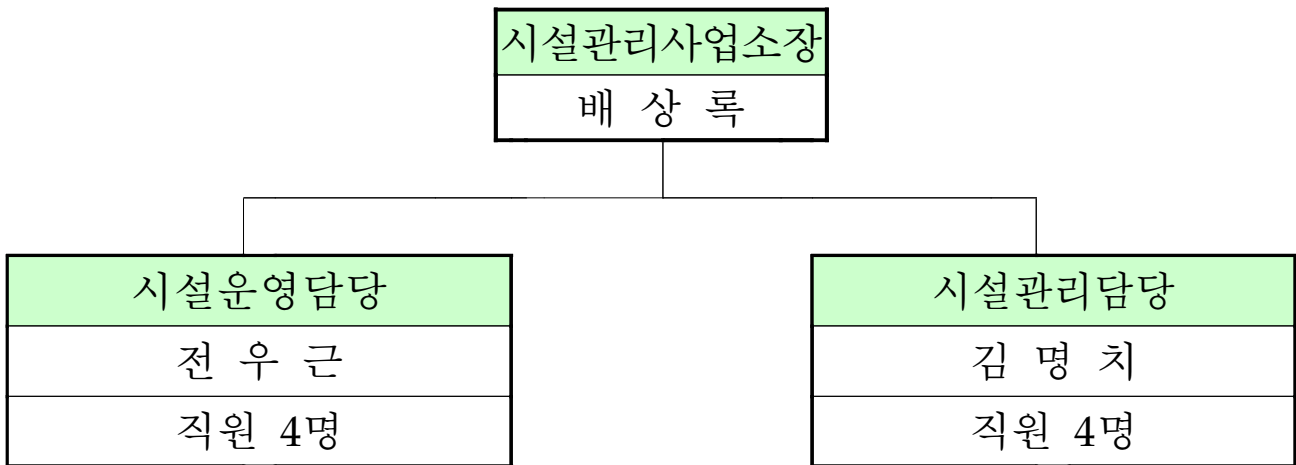 시설관리사업소장
배 상 록
시설운영담당
전 우 근
직원 4명
시설관리담당
김 명 치
직원 4명